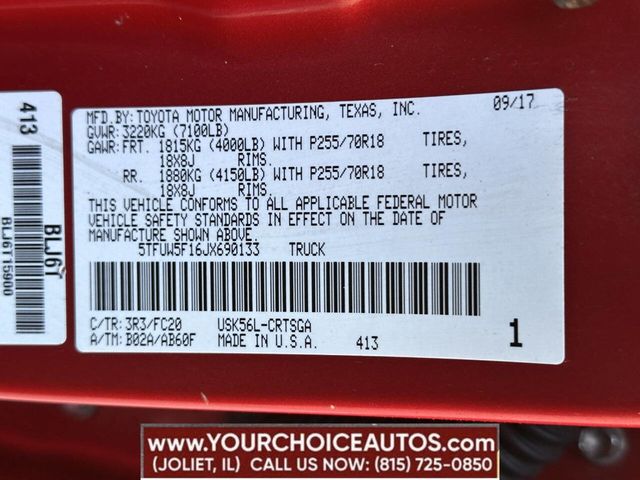 413
BLJ6T
BLJ6T15900
MFD.BY: TOYOTA MOTOR MANUFACTURING, TEXAS, INC. 09/17
GVWR: 3220KG (7100LB)
GAWR: FRT. 1815KG (4000LB) WITH P255/70R18 TIRES,
18X8J RIMS.
RR. 1880KG (4150LB) WITH P255/70R18 TIRES,
18X8J RIMS.
THIS VEHICLE CONFORMS TO ALL APPLICABLE FEDERAL MOTOR
VEHICLE SAFETY STANDARDS IN EFFECT ON THE DATE OF
MANUFACTURE SHOWN ABOVE.
5TFUW5F16JX690133 TRUCK
C/TR: 3R3/FC20 USK56L-CRTSGA
A/TM: B02A/AB60F MADE IN U.S.A. 413 1
WWW.YOURCHOICEAUTOS.COM
(JOLIET, IL) CALL US NOW: (815) 725-0850